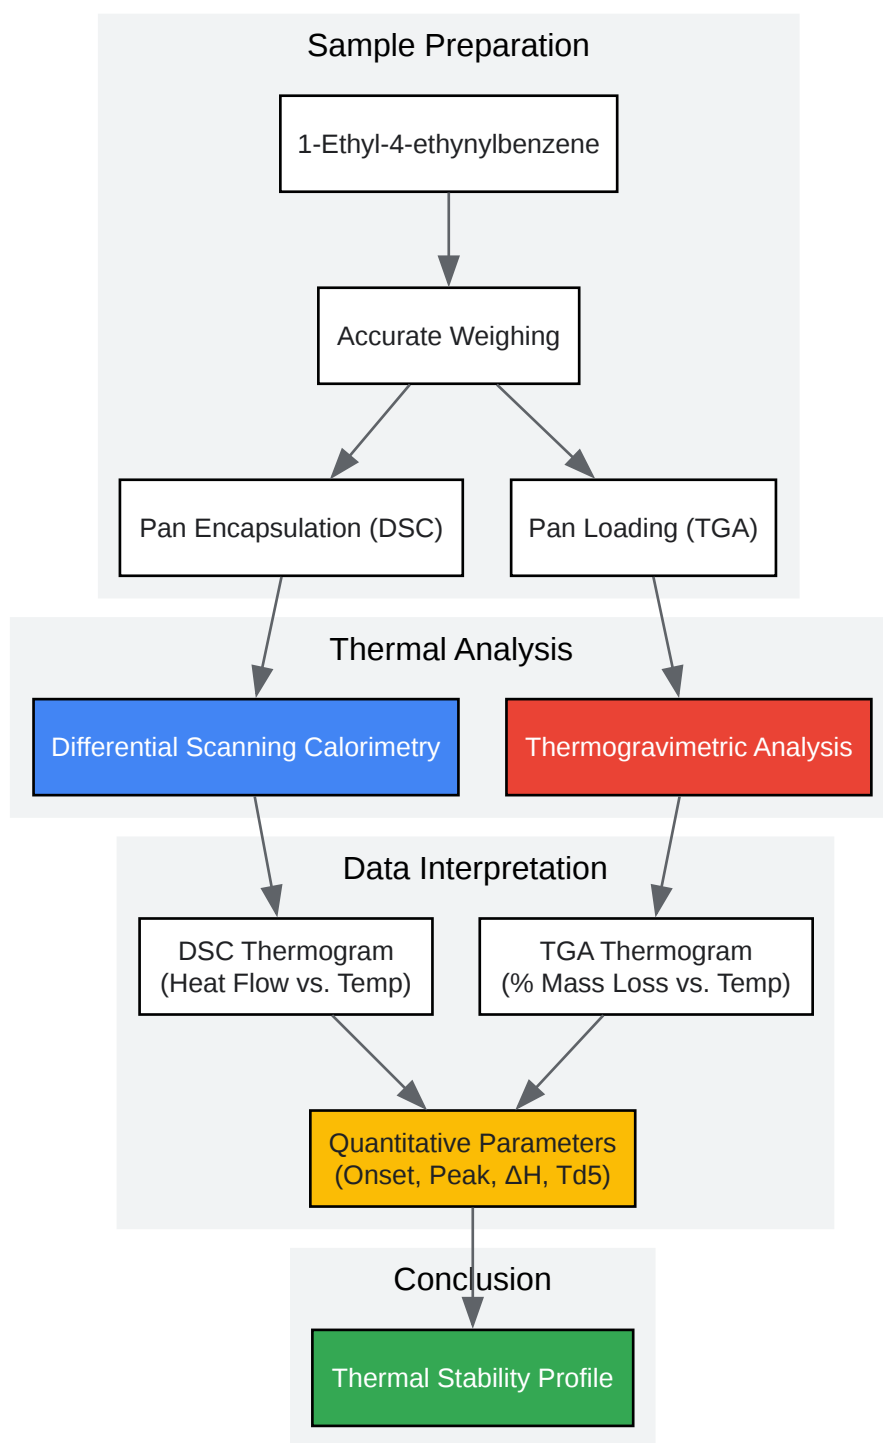 Sample Preparation
1-Ethyl-4-ethynylbenzene
Accurate Weighing
Pan Encapsulation (DSC)
Pan Loading (TGA)
Thermal Analysis
Differential Scanning Calorimetry
Thermogravimetric Analysis
Data Interpretation
DSC Thermogram
(Heat Flow vs. Temp)
TGA Thermogram
(% Mass Loss vs. Temp)
Quantitative Parameters
(Onset, Peak, ΔH, Td5)
Conclusion
Thermal Stability Profile